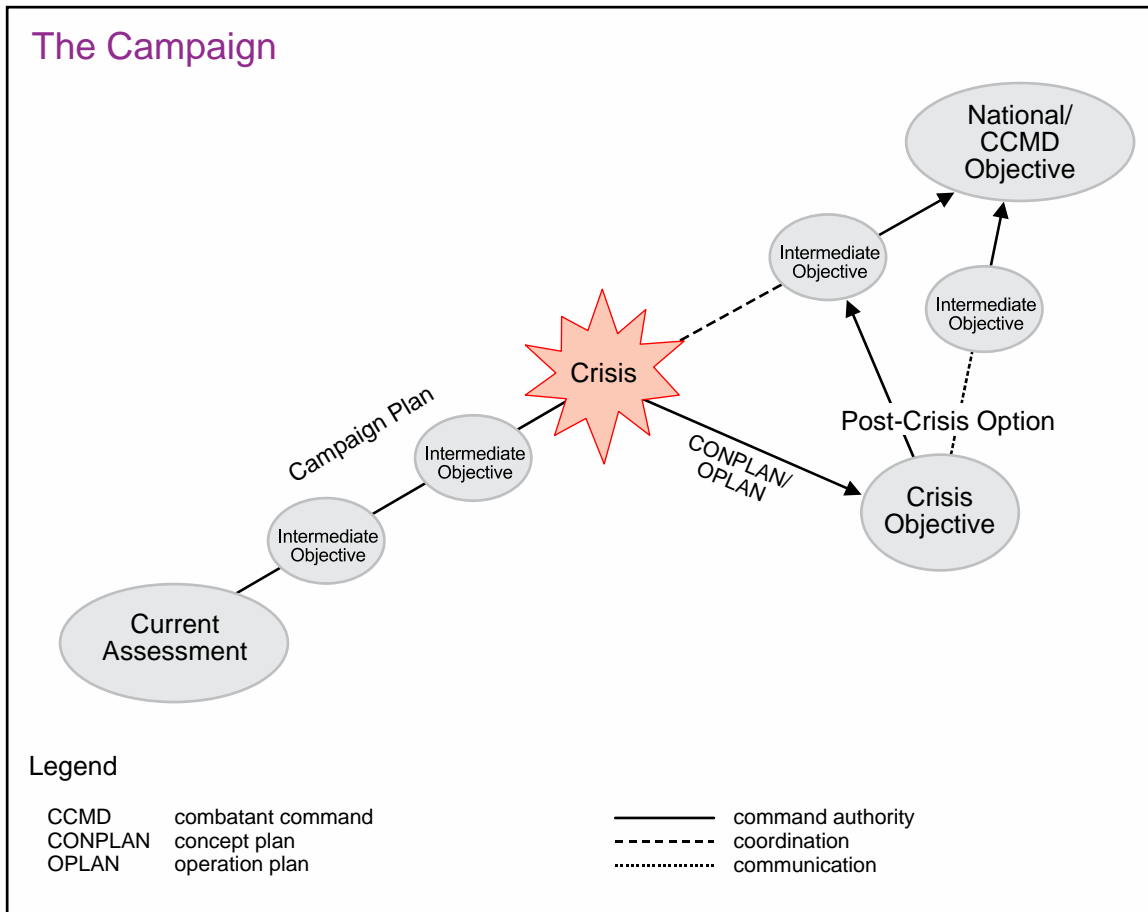 The Campaign
National/
CCMD
Objective
Intermediate
Objective
Intermediate
Objective
Crisis
Campaign Plan
Intermediate
Objective
CONPLAN/
OPLAN
Post-Crisis Option
Crisis
Objective
Intermediate
Objective
Current
Assessment
Legend
CCMD combatant command
CONPLAN concept plan
OPLAN operation plan
command authority
coordination
communication